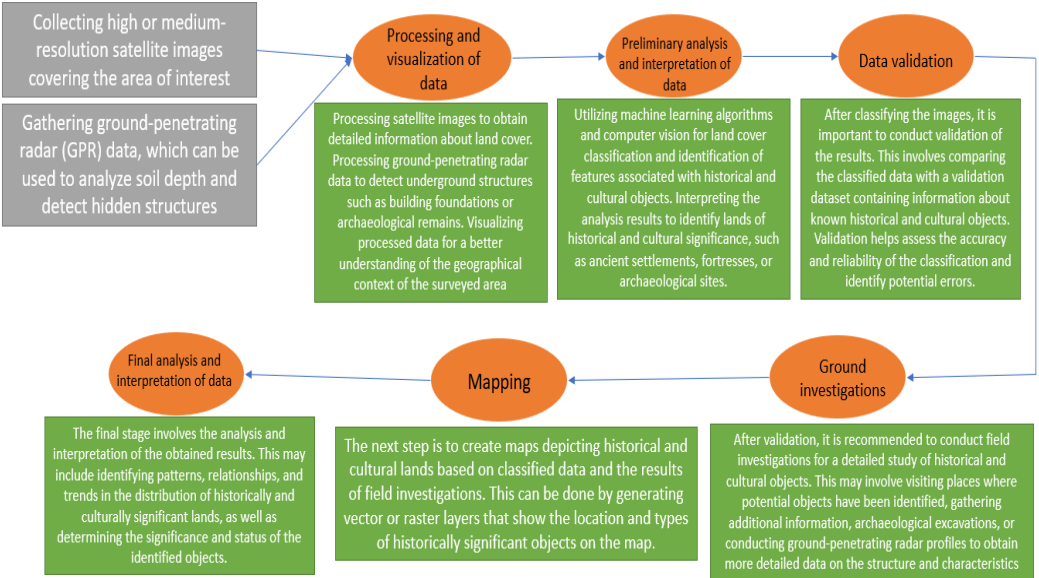 Collecting high or medium-
resolution satellite images
covering the area of interest
Gathering ground-penetrating
radar (GPR) data, which can be
used to analyze soil depth and
detect hidden structures
Processing and
visualization of
data
Processing satellite images to obtain
detailed information about land cover.
Processing ground-penetrating radar
data to detect underground structures
such as building foundations or
archaeological remains. Visualizing
processed data for a better
understanding of the geographical
context of the surveyed area
Preliminary analysis
and interpretation of
data
Utilizing machine learning algorithms
and computer vision for land cover
classification and identification of
features associated with historical and
cultural objects. Interpreting the
analysis results to identify lands of
historical and cultural significance, such
as ancient settlements, fortresses, or
archaeological sites.
Data validation
After classifying the images, it is
important to conduct validation of
the results. This involves comparing
the classified data with a validation
dataset containing information about
known historical and cultural objects.
Validation helps assess the accuracy
and reliability of the classification and
identify potential errors.
Ground
investigations
After validation, it is recommended to conduct field
investigations for a detailed study of historical and
cultural objects. This may involve visiting places where
potential objects have been identified, gathering
additional information, archaeological excavations, or
conducting ground-penetrating radar profiles to obtain
more detailed data on the structure and characteristics
Mapping
The next step is to create maps depicting historical and
cultural lands based on classified data and the results
of field investigations. This can be done by generating
vector or raster layers that show the location and types
of historically significant objects on the map.
Final analysis and
interpretation of data
The final stage involves the analysis and
interpretation of the obtained results. This may
include identifying patterns, relationships, and
trends in the distribution of historically and
culturally significant lands, as well as
determining the significance and status of the
identified objects.